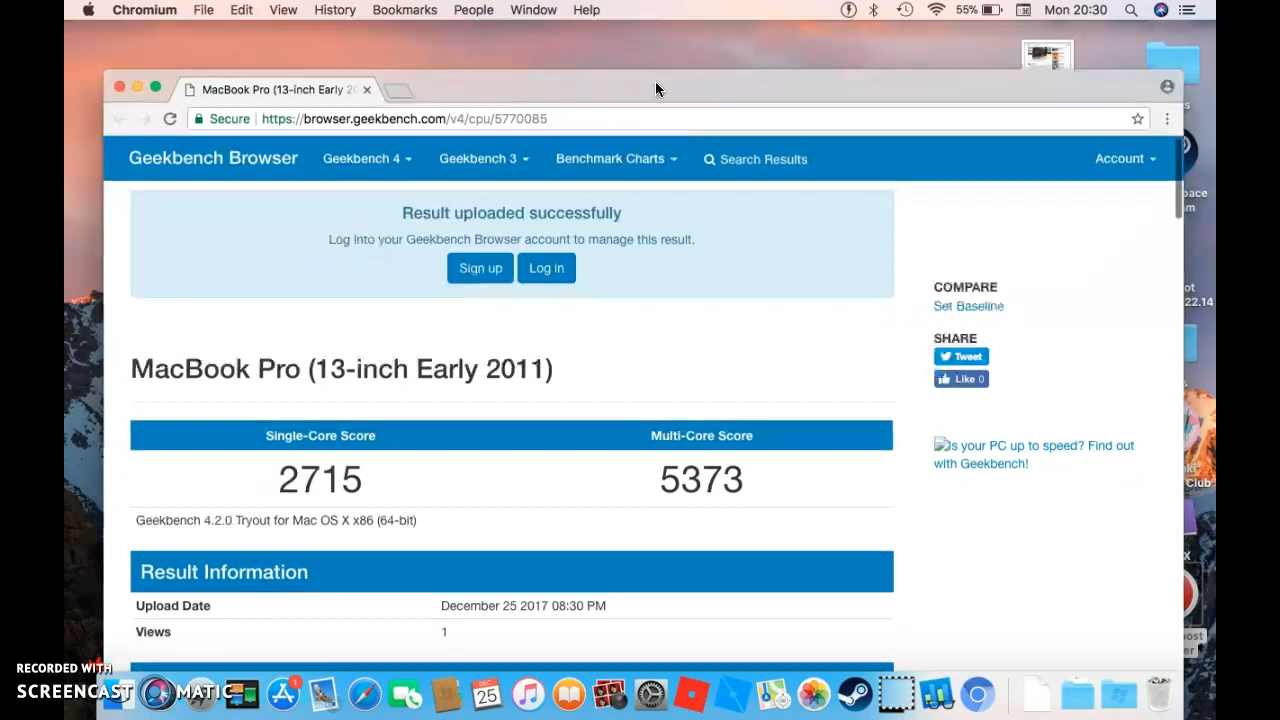 Chromium File Edit View History Bookmarks People Window Help 55% Mon 20:30
MacBook Pro (13-inch Early 2
Secure https://browser.geekbench.com/v4/cpu/5770085
Geekbench Browser Geekbench 4 Geekbench 3 Benchmark Charts Search Results Account
Result uploaded successfully
Log into your Geekbench Browser account to manage this result.
Sign up Log in
COMPARE
Set Baseline
SHARE
Tweet
Like 0
MacBook Pro (13-inch Early 2011)
Single-Core Score Multi-Core Score
2715 5373
Is your PC up to speed? Find out
with Geekbench!
Geekbench 4.2.0 Tryout for Mac OS X x86 (64-bit)
Result Information
Upload Date December 25 2017 08:30 PM
Views 1
22.14
Club
RECORDED WITH
SCREENCAST MATIC
DEC
25
1